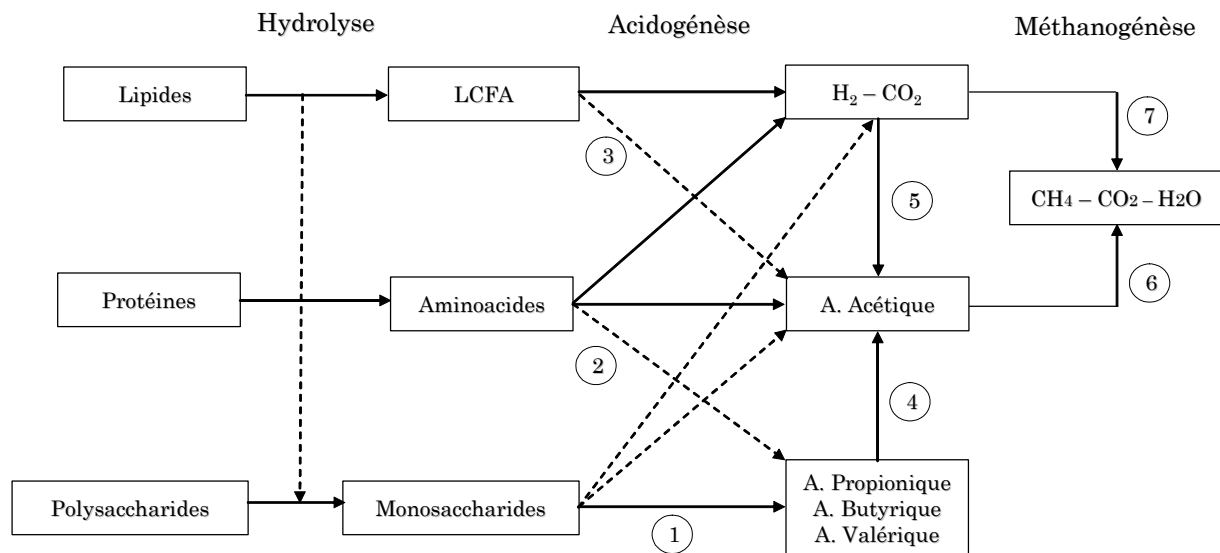 Hydrolyse Acidogénèse Méthanogénèse
Lipides LCFA H₂ – CO₂
7
3
CH4 – CO2 – H2O
5
Protéines Aminoacides A. Acétique
6
2
4
A. Propionique
Polysaccharides Monosaccharides A. Butyrique
A. Valérique
1